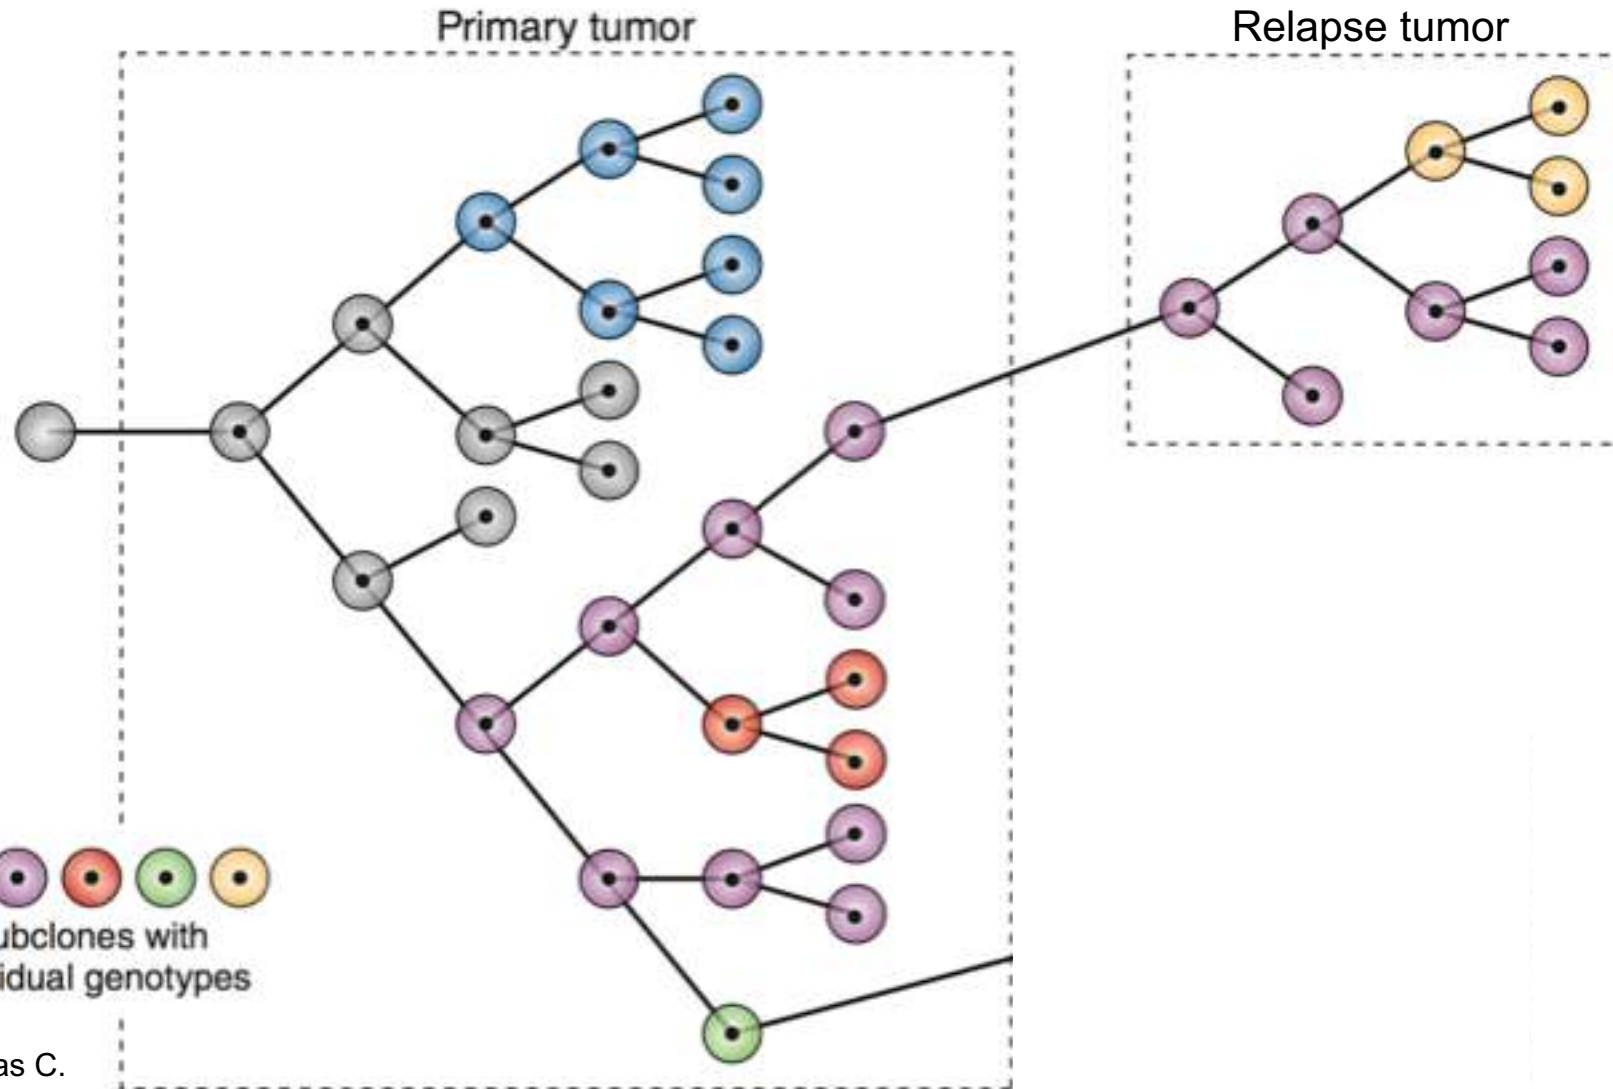 Primary tumor
Relapse tumor
ubclones with
idual genotypes
as C.